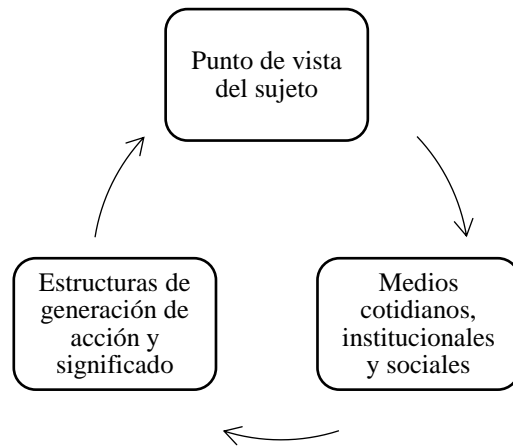 Punto de vista
del sujeto
Estructuras de
generación de
acción y
significado
Medios
cotidianos,
institucionales
y sociales